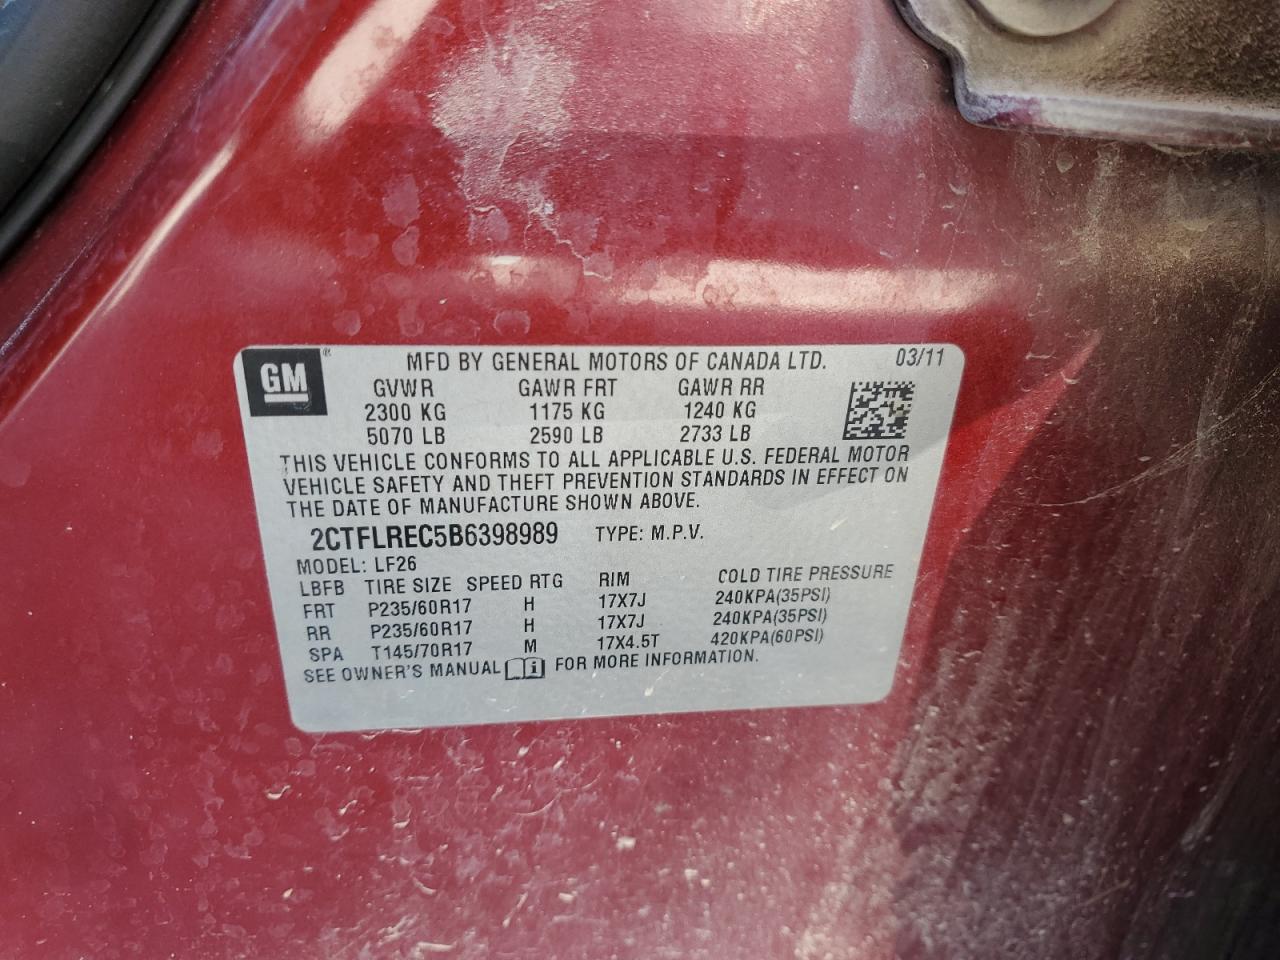 GM ® MFD BY GENERAL MOTORS OF CANADA LTD. 03/11
GVWR GAWR FRT GAWR RR
2300 KG 1175 KG 1240 KG
5070 LB 2590 LB 2733 LB
THIS VEHICLE CONFORMS TO ALL APPLICABLE U.S. FEDERAL MOTOR
VEHICLE SAFETY AND THEFT PREVENTION STANDARDS IN EFFECT ON
THE DATE OF MANUFACTURE SHOWN ABOVE.
2CTFLREC5B6398989 TYPE: M.P.V.
MODEL: LF26
LBFB TIRE SIZE SPEED RTG RIM COLD TIRE PRESSURE
FRT P235/60R17 H 17X7J 240KPA(35PSI)
RR P235/60R17 H 17X7J 240KPA(35PSI)
SPA T145/70R17 M 17X4.5T 420KPA(60PSI)
SEE OWNER'S MANUAL i FOR MORE INFORMATION.